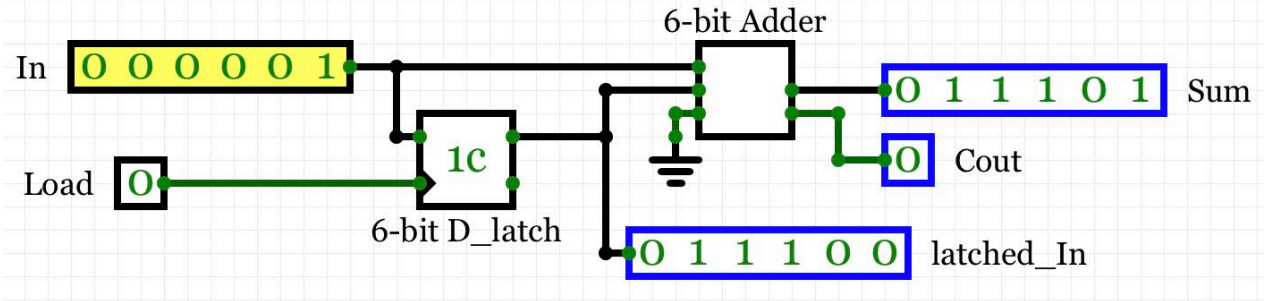 6-bit Adder
In 0 0 0 0 0 1
0 1 1 1 0 1 Sum
1c
0 Cout
Load 0
6-bit D_latch
0 1 1 1 0 0 latched_In